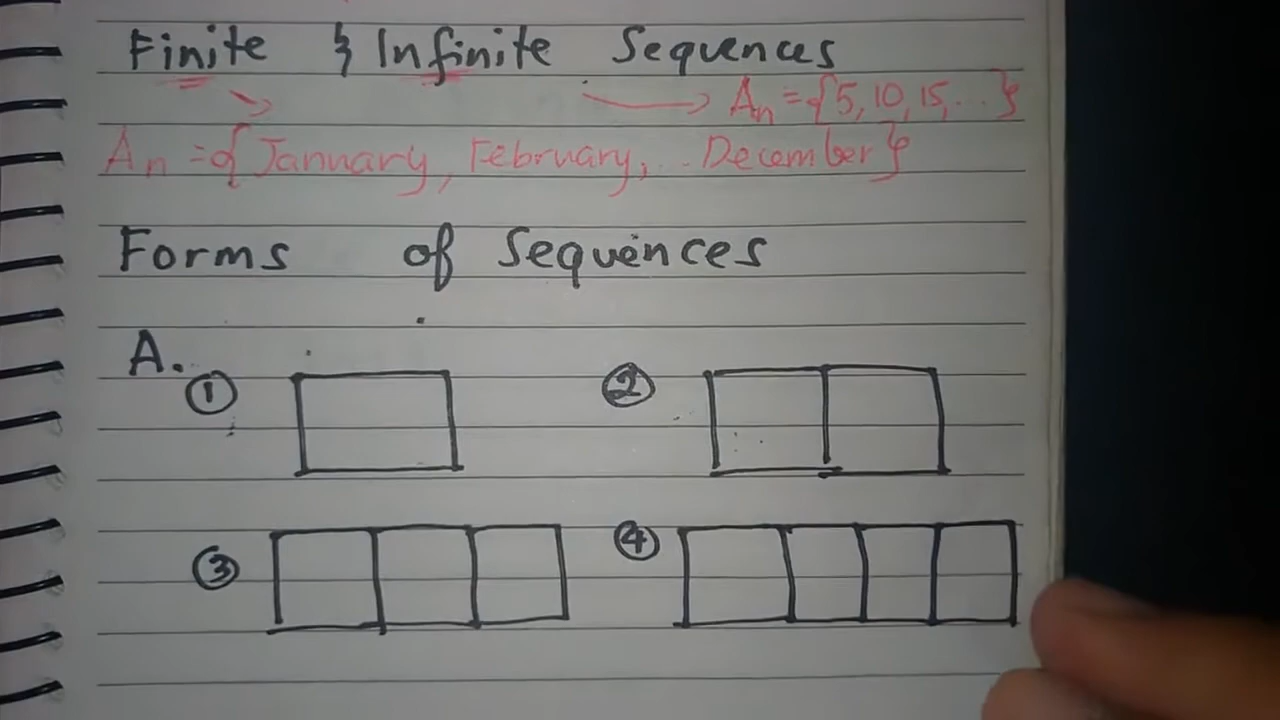 Finite & Infinite Sequences
An = {5, 10, 15, ...}
An = {January, February, ... December}
Forms of Sequences
A.
① ②
③ ④